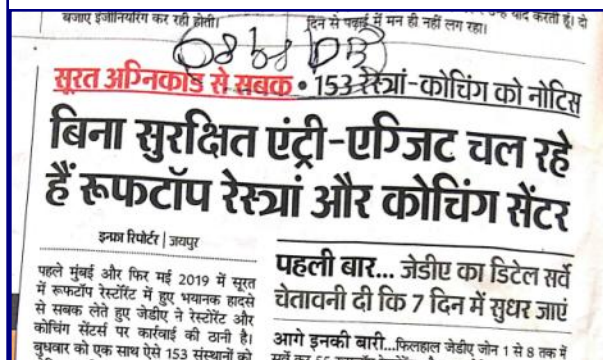 बजाए इंजीनियरिंग कर रही होती।
दिन से पढ़ाई में मन ही नहीं लग रहा।
याद करती हूं। दो
सूरत अग्निकांड से सबक • 153 रेस्त्रां-कोचिंग को नोटिस
बिना सुरक्षित एंट्री-एग्जिट चल रहे
हैं रूफटॉप रेस्त्रां और कोचिंग सेंटर
इन्फ्रा रिपोर्टर | जयपुर
पहले मुंबई और फिर मई 2019 में सूरत
में रूफटॉप रेस्टोरेंट में हुए भयानक हादसे
से सबक लेते हुए जेडीए ने रेस्टोरेंट और
कोचिंग सेंटर्स पर कार्रवाई की ठानी है।
बुधवार को एक साथ ऐसे 153 संस्थानों को
पहली बार... जेडीए का डिटेल सर्वे
चेतावनी दी कि 7 दिन में सुधर जाएं
आगे इनकी बारी...फिलहाल जेडीए जोन 1 से 8 तक में